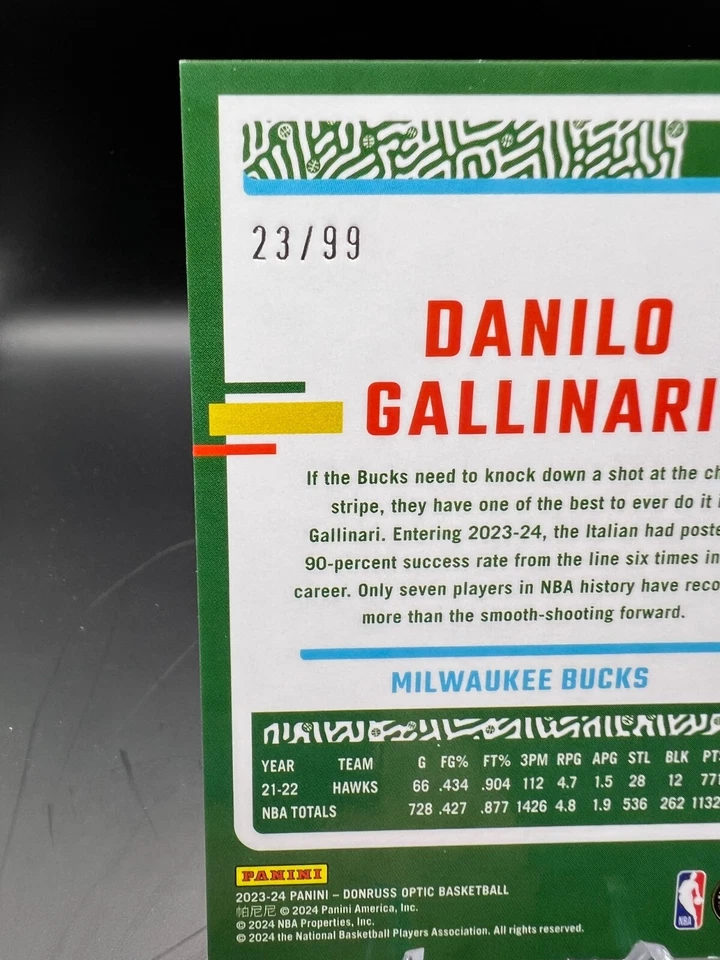 23/99
DANILO
GALLINARI
If the Bucks need to knock down a shot at the
stripe, they have one of the best to ever do it
Gallinari. Entering 2023-24, the Italian had
90-percent success rate from the line six times in
career. Only seven players in NBA history have
more than the smooth-shooting forward.
MILWAUKEE BUCKS
YEAR TEAM G FG% FT% 3PM RPG APG STL BLK
21-22 HAWKS 66 .434 .904 112 4.7 1.5 28 12 771
NBA TOTALS 728 .427 .877 1426 4.8 1.9 536 262
PANINI
2023-24 PANINI – DONRUSS OPTIC BASKETBALL
帕尼尼 © 2024 Panini America, Inc.
© 2024 NBA Properties, Inc.
© 2024 the National Basketball Players Association. All rights reserved.
NBA